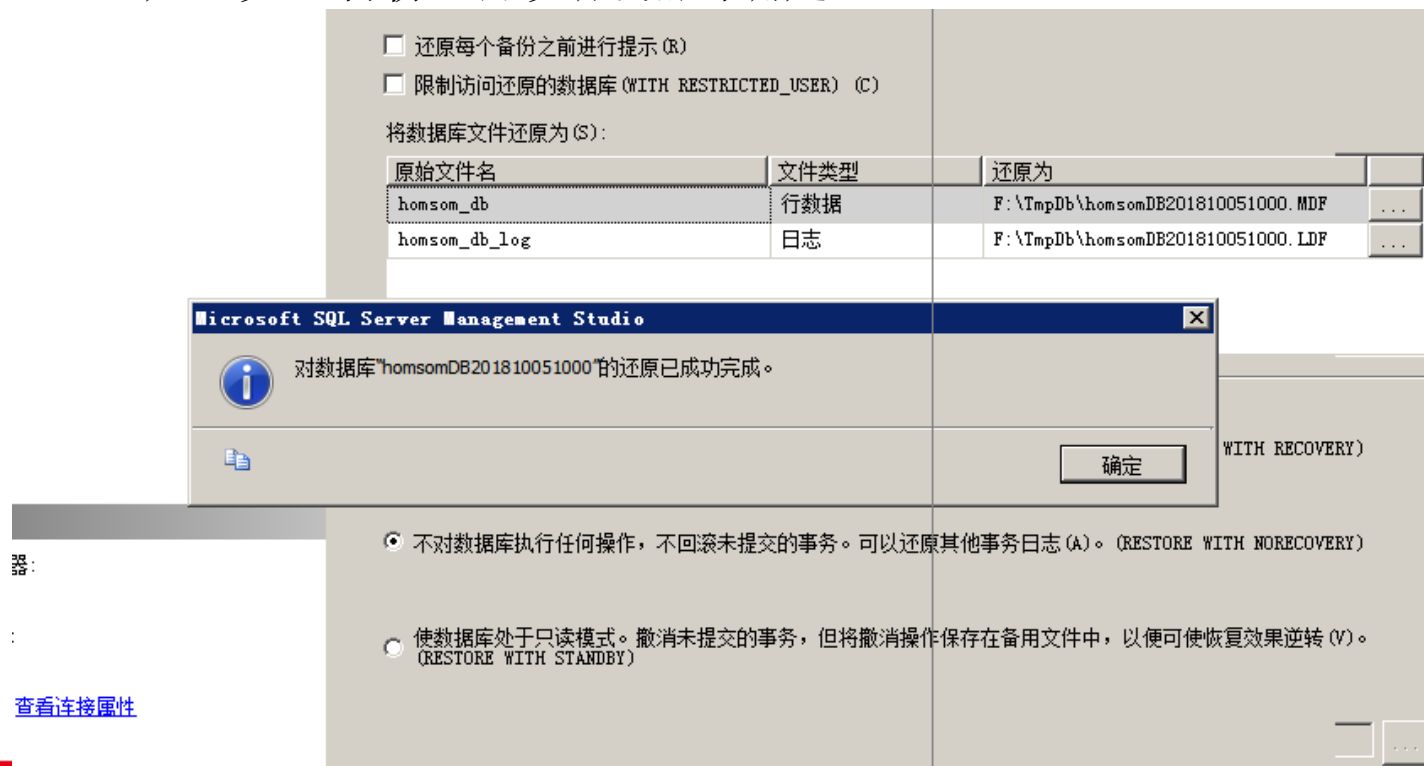 还原每个备份之前进行提示(R)
限制访问还原的数据库(WITH RESTRICTED_USER) (C)
将数据库文件还原为(S):
原始文件名 文件类型 还原为
homsom_db 行数据 F:\TmpDb\homsomDB201810051000.MDF ...
homsom_db_log 日志 F:\TmpDb\homsomDB201810051000.LDF ...
Microsoft SQL Server Management Studio
对数据库"homsomDB201810051000"的还原已成功完成。
WITH RECOVERY)
确定
不对数据库执行任何操作，不回滚未提交的事务。可以还原其他事务日志(A)。(RESTORE WITH NORECOVERY)
器:
:
使数据库处于只读模式。撤消未提交的事务，但将撤消操作保存在备用文件中，以便可使恢复效果逆转(V)。
(RESTORE WITH STANDBY)
查看连接属性
...